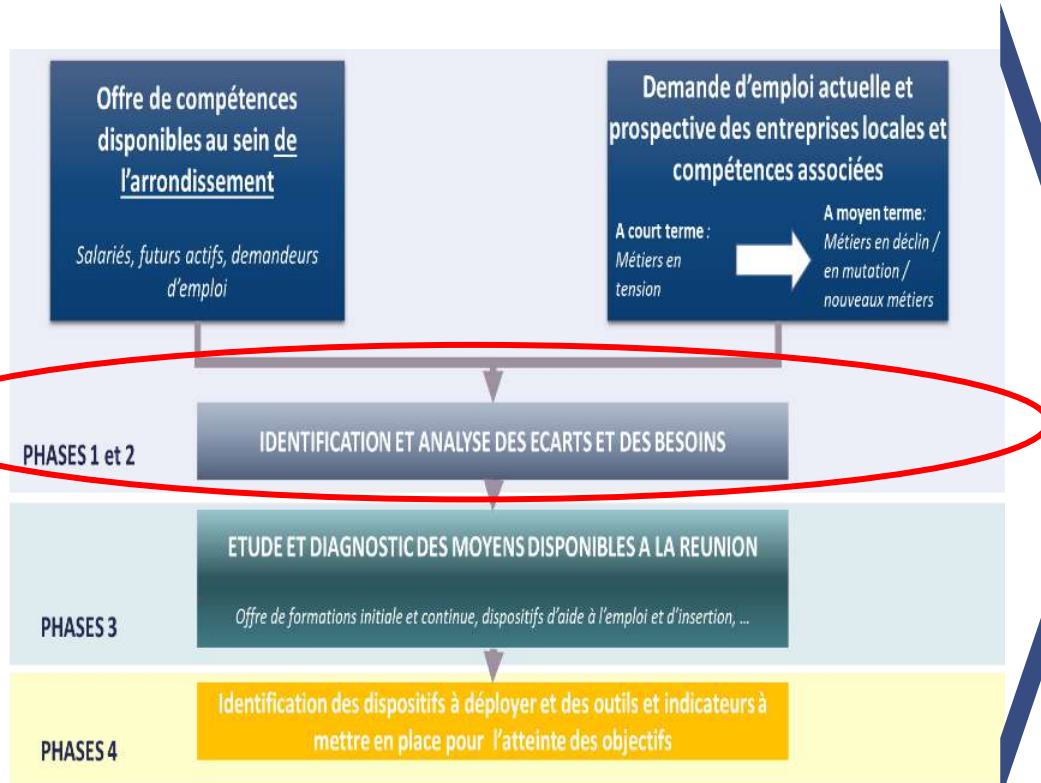 Offre de compétences
disponibles au sein de
l'arrondissement
Salariés, futurs actifs, demandeurs
d'emploi
Demande d'emploi actuelle et
prospective des entreprises locales et
compétences associées
A court terme :
Métiers en
tension
A moyen terme:
Métiers en déclin /
en mutation /
nouveaux métiers
IDENTIFICATION ET ANALYSE DES ECARTS ET DES BESOINS
PHASES 1 et 2
ETUDE ET DIAGNOSTIC DES MOYENS DISPONIBLES A LA REUNION
Offre de formations initiale et continue, dispositifs d'aide à l'emploi et d'insertion, ...
PHASES 3
Identification des dispositifs à déployer et des outils et indicateurs à
mettre en place pour l'atteinte des objectifs
PHASES 4